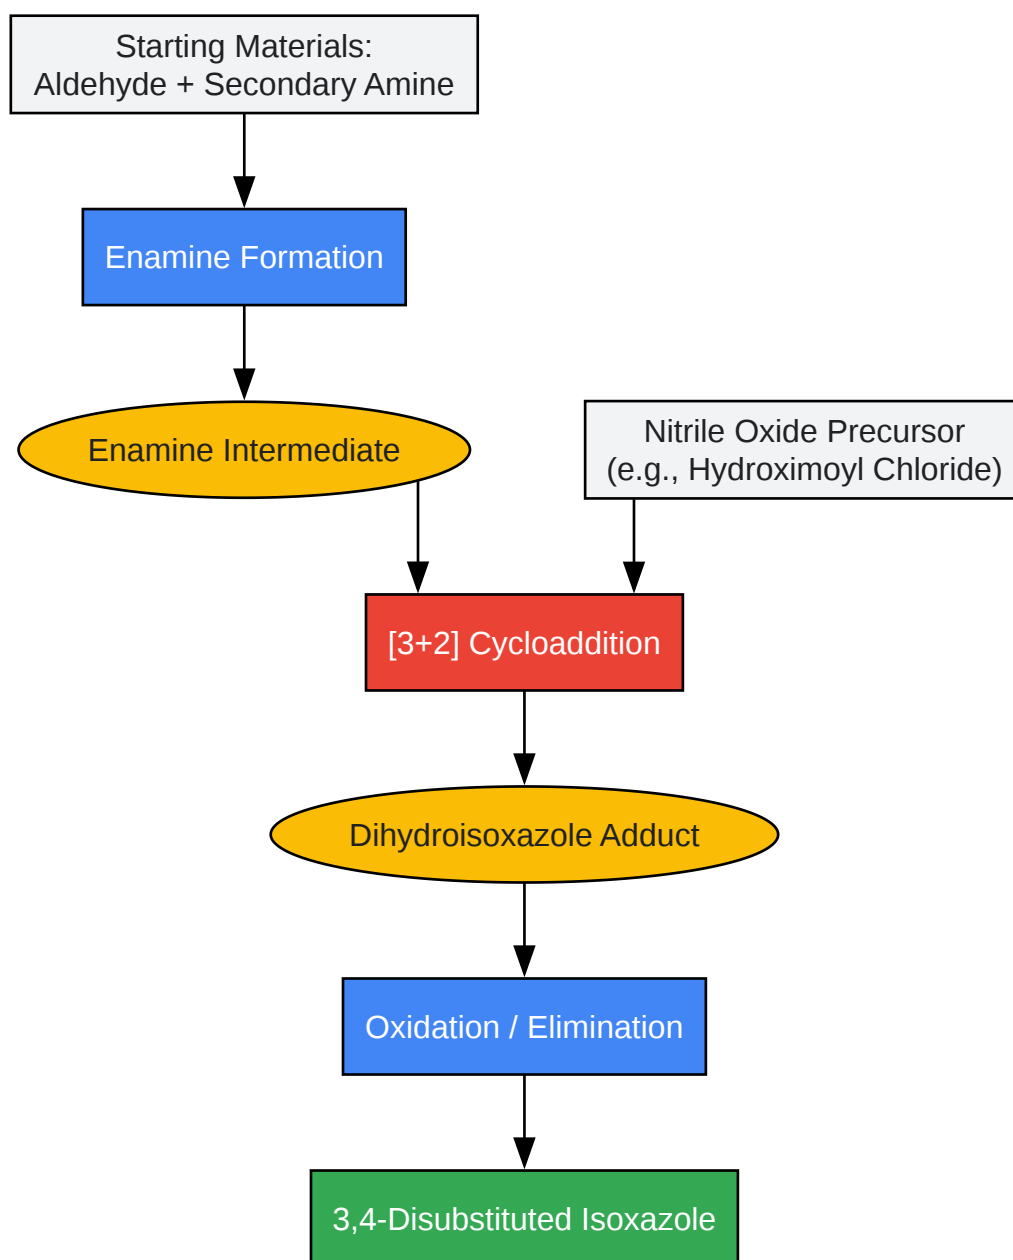 Starting Materials:
Aldehyde + Secondary Amine
Enamine Formation
Enamine Intermediate
Nitrile Oxide Precursor
(e.g., Hydroximoyl Chloride)
[3+2] Cycloaddition
Dihydroisoxazole Adduct
Oxidation / Elimination
3,4-Disubstituted Isoxazole